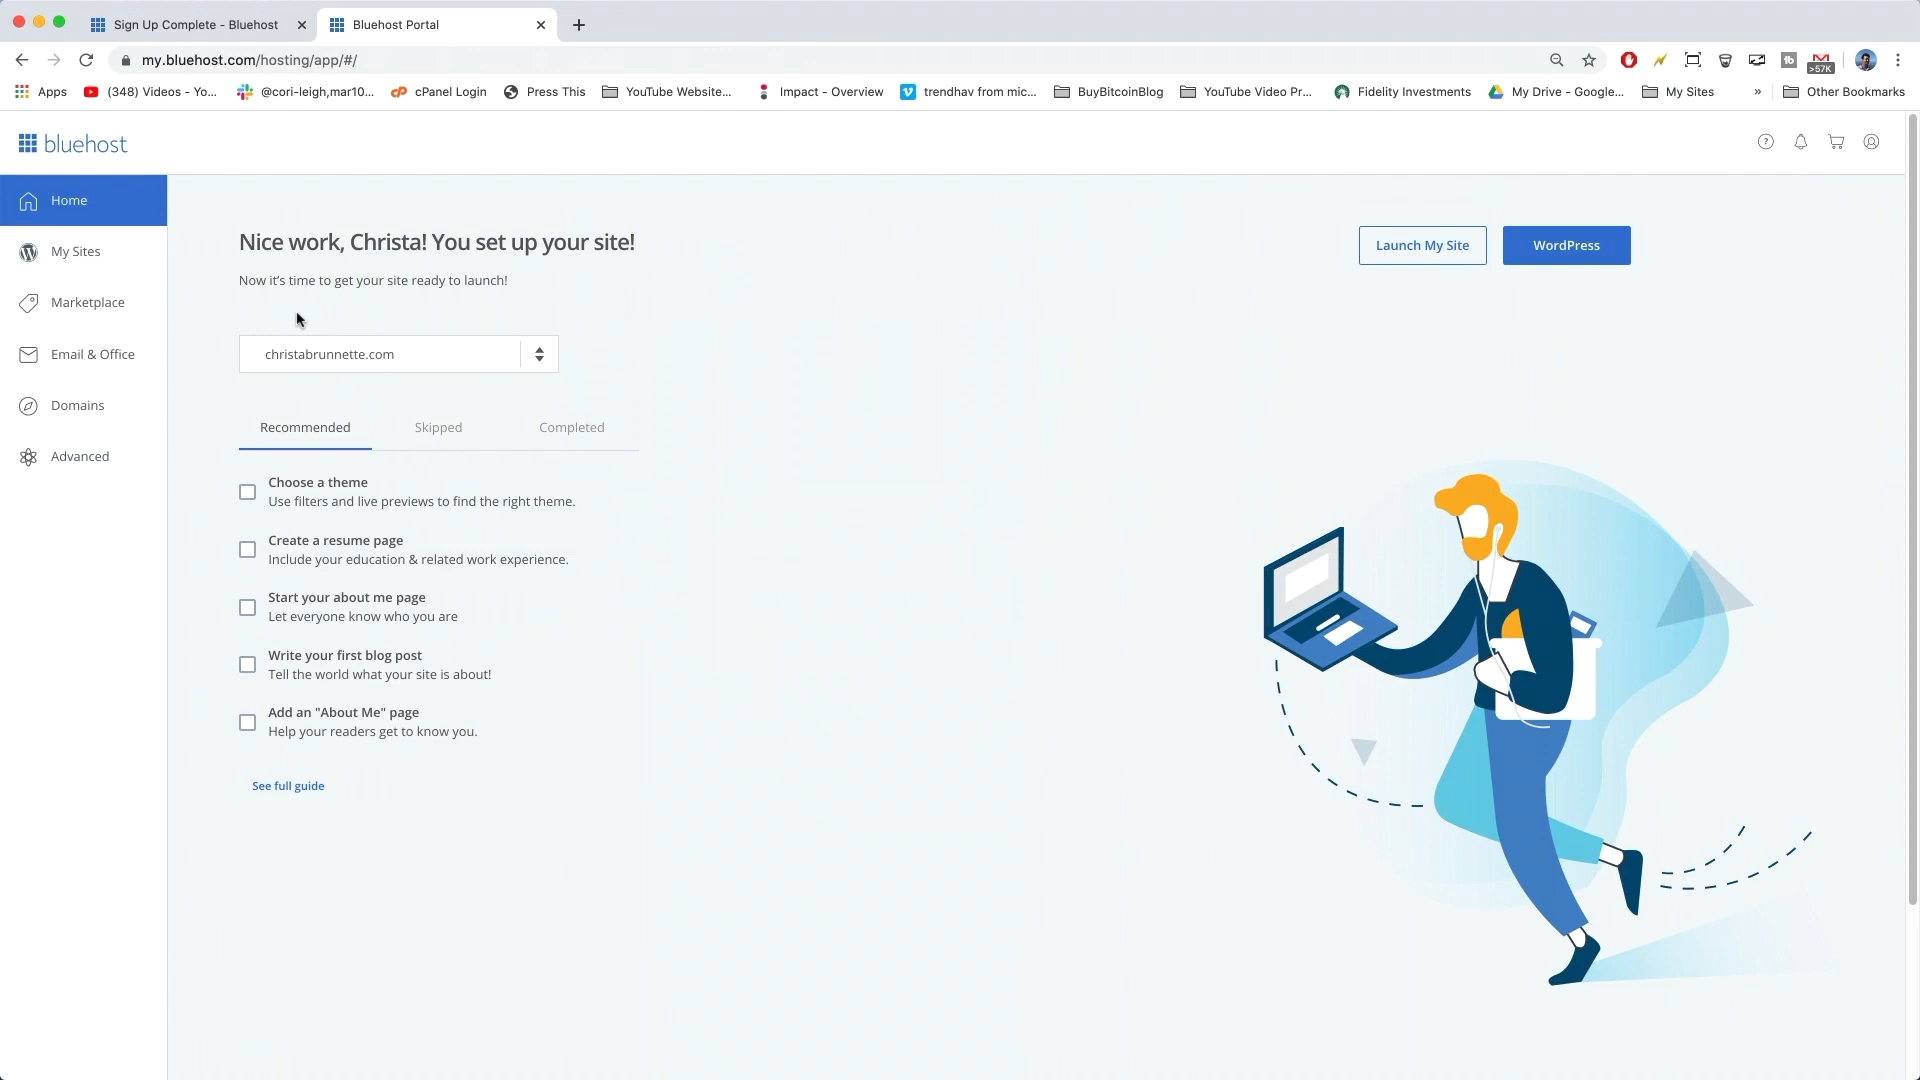 Sign Up Complete - Bluehost
Bluehost Portal
my.bluehost.com/hosting/app/#/
>57K
Apps
(348) Videos - Yo...
@cori-leigh,mar10...
cPanel Login
Press This
YouTube Website...
Impact - Overview
trendhav from mic...
BuyBitcoinBlog
YouTube Video Pr...
Fidelity Investments
My Drive - Google...
My Sites
»
Other Bookmarks
bluehost
Home
My Sites
Marketplace
Email & Office
Domains
Advanced
Nice work, Christa! You set up your site!
Now it's time to get your site ready to launch!
Launch My Site
WordPress
christabrunnette.com
Recommended
Skipped
Completed
Choose a theme
Use filters and live previews to find the right theme.
Create a resume page
Include your education & related work experience.
Start your about me page
Let everyone know who you are
Write your first blog post
Tell the world what your site is about!
Add an "About Me" page
Help your readers get to know you.
See full guide